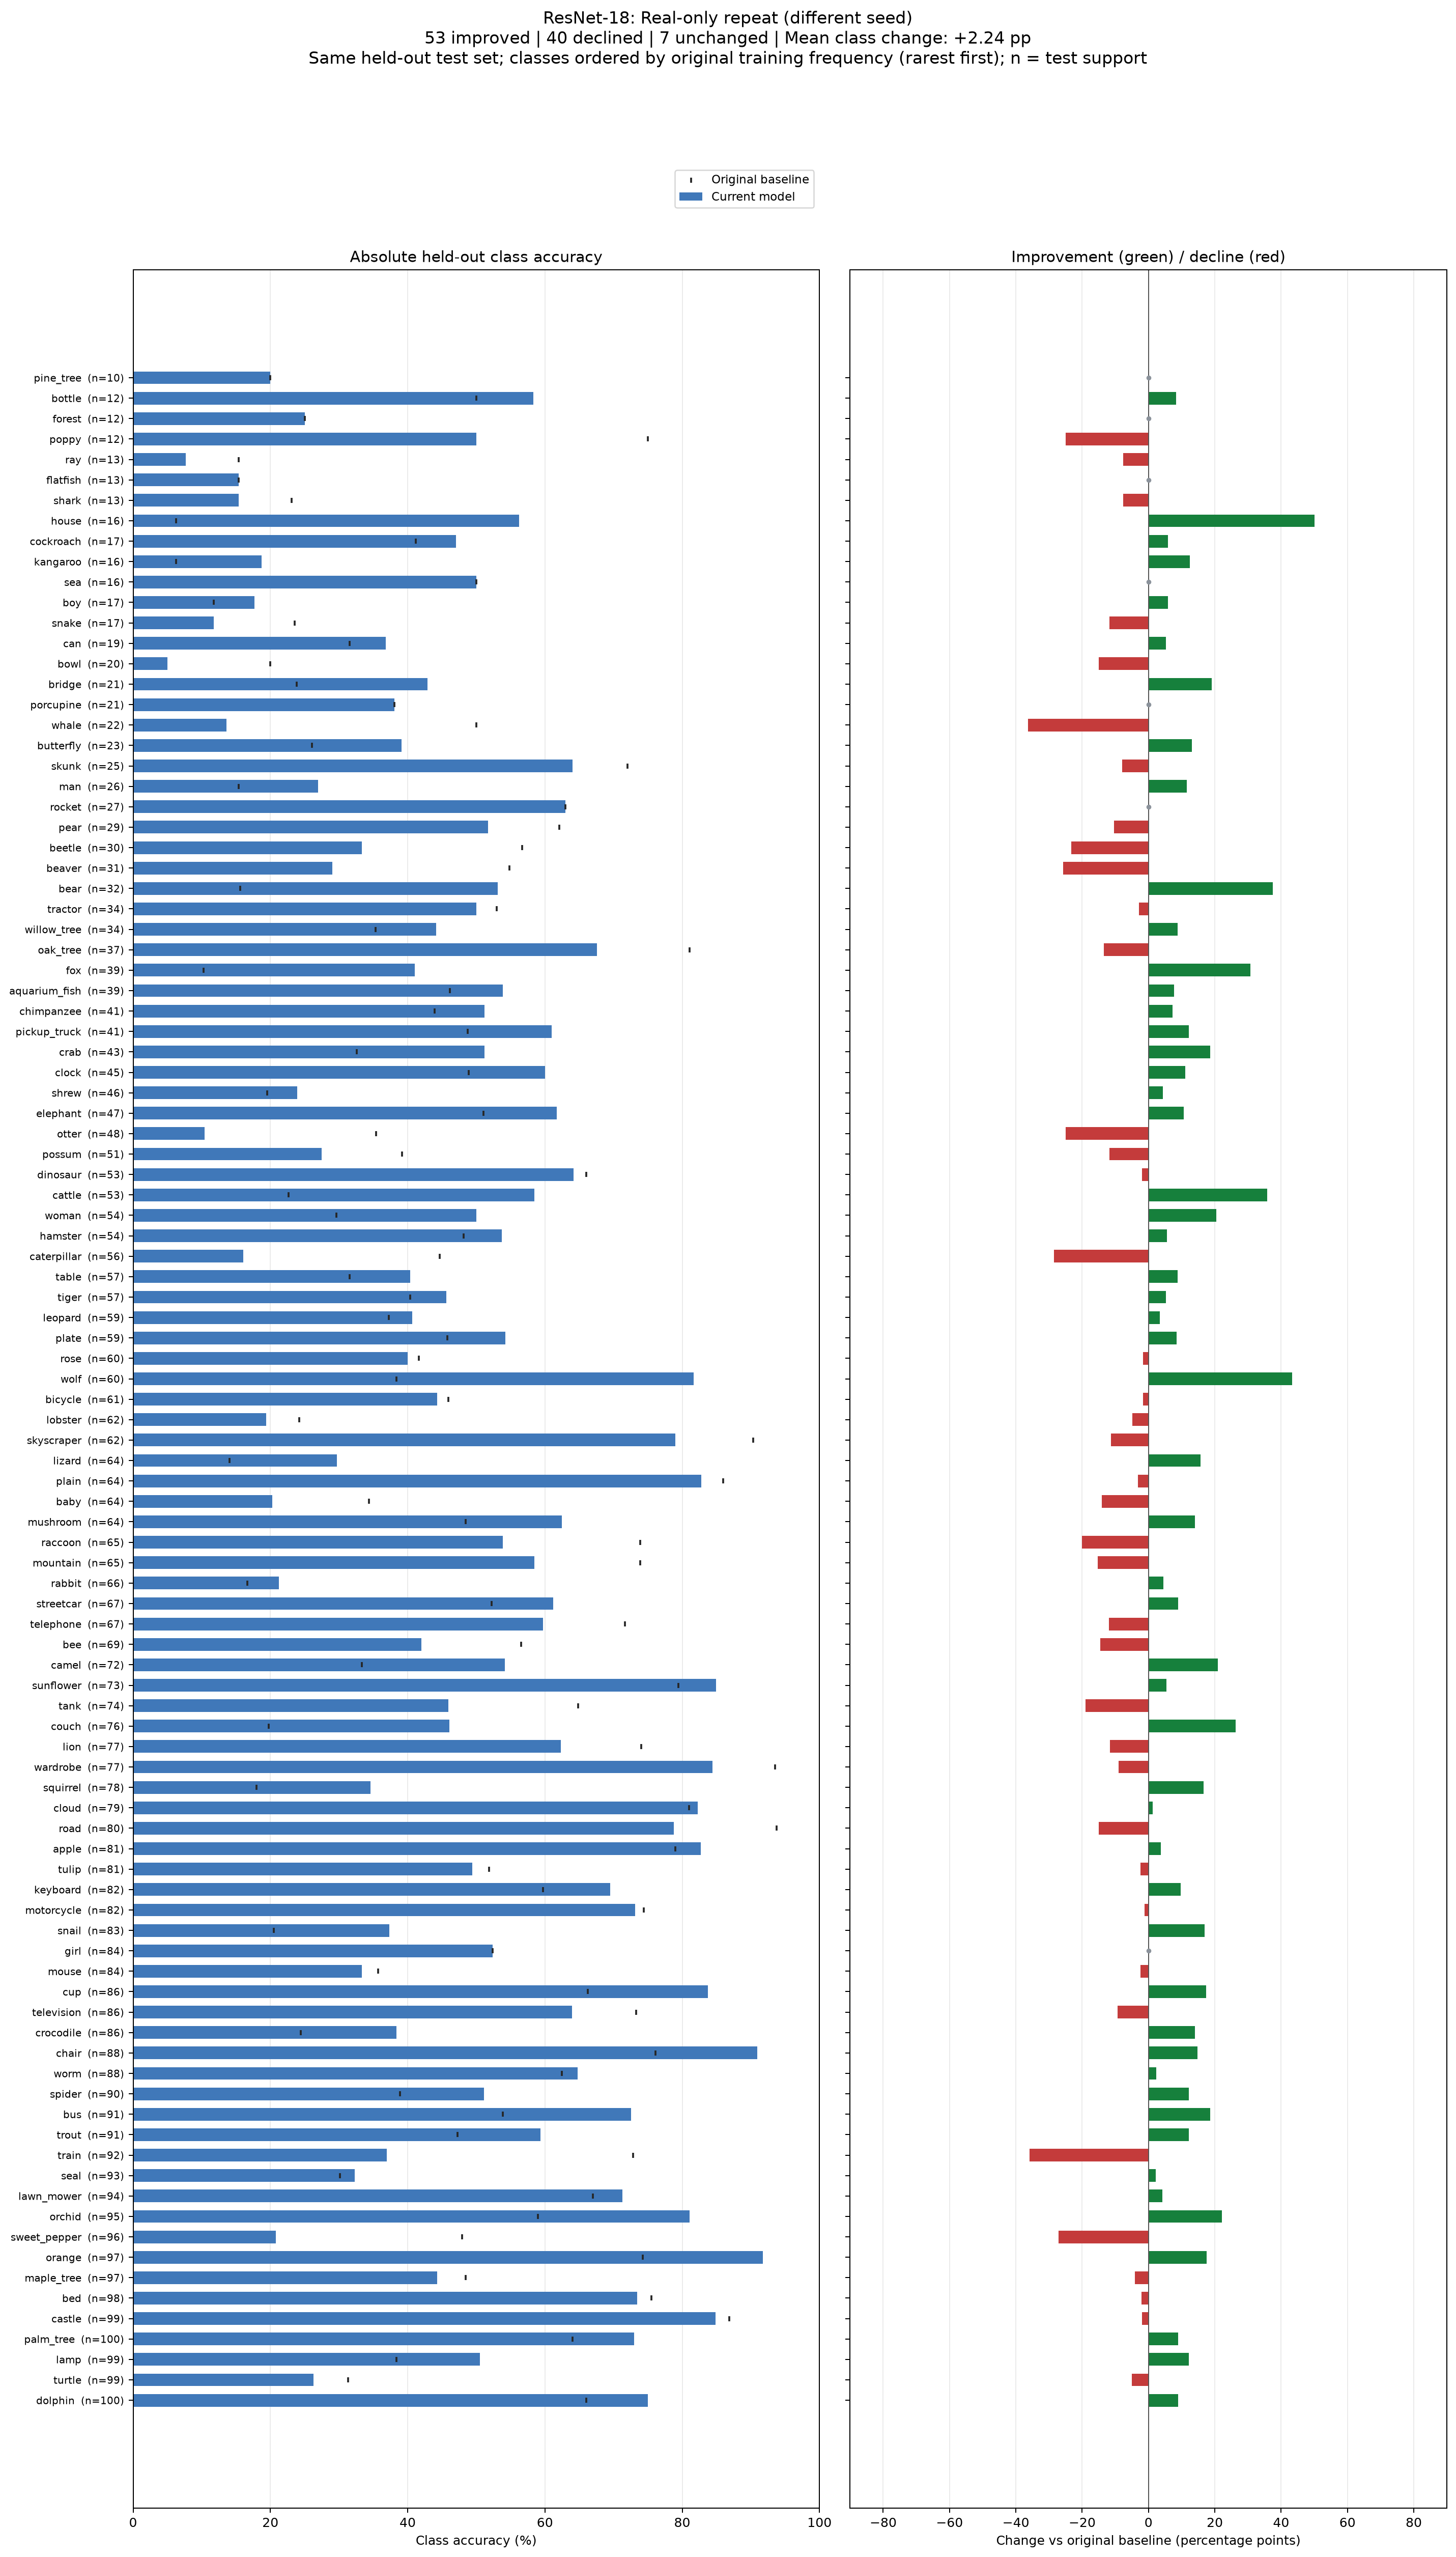 ResNet-18: Real-only repeat (different seed)
53 improved | 40 declined | 7 unchanged | Mean class change: +2.24 pp
Same held-out test set; classes ordered by original training frequency (rarest first); n = test support
Original baseline
Current model
Absolute held-out class accuracy
pine_tree (n=10)
bottle (n=12)
forest (n=12)
poppy (n=12)
ray (n=13)
flatfish (n=13)
shark (n=13)
house (n=16)
cockroach (n=17)
kangaroo (n=16)
sea (n=16)
boy (n=17)
snake (n=17)
can (n=19)
bowl (n=20)
bridge (n=21)
porcupine (n=21)
whale (n=22)
butterfly (n=23)
skunk (n=25)
man (n=26)
rocket (n=27)
pear (n=29)
beetle (n=30)
beaver (n=31)
bear (n=32)
tractor (n=34)
willow_tree (n=34)
oak_tree (n=37)
fox (n=39)
aquarium_fish (n=39)
chimpanzee (n=41)
pickup_truck (n=41)
crab (n=43)
clock (n=45)
shrew (n=46)
elephant (n=47)
otter (n=48)
possum (n=51)
dinosaur (n=53)
cattle (n=53)
woman (n=54)
hamster (n=54)
caterpillar (n=56)
table (n=57)
tiger (n=57)
leopard (n=59)
plate (n=59)
rose (n=60)
wolf (n=60)
bicycle (n=61)
lobster (n=62)
skyscraper (n=62)
lizard (n=64)
plain (n=64)
baby (n=64)
mushroom (n=64)
raccoon (n=65)
mountain (n=65)
rabbit (n=66)
streetcar (n=67)
telephone (n=67)
bee (n=69)
camel (n=72)
sunflower (n=73)
tank (n=74)
couch (n=76)
lion (n=77)
wardrobe (n=77)
squirrel (n=78)
cloud (n=79)
road (n=80)
apple (n=81)
tulip (n=81)
keyboard (n=82)
motorcycle (n=82)
snail (n=83)
girl (n=84)
mouse (n=84)
cup (n=86)
television (n=86)
crocodile (n=86)
chair (n=88)
worm (n=88)
spider (n=90)
bus (n=91)
trout (n=91)
train (n=92)
seal (n=93)
lawn_mower (n=94)
orchid (n=95)
sweet_pepper (n=96)
orange (n=97)
maple_tree (n=97)
bed (n=98)
castle (n=99)
palm_tree (n=100)
lamp (n=99)
turtle (n=99)
dolphin (n=100)
0 20 40 60 80 100
Class accuracy (%)
Improvement (green) / decline (red)
−80 −60 −40 −20 0 20 40 60 80
Change vs original baseline (percentage points)